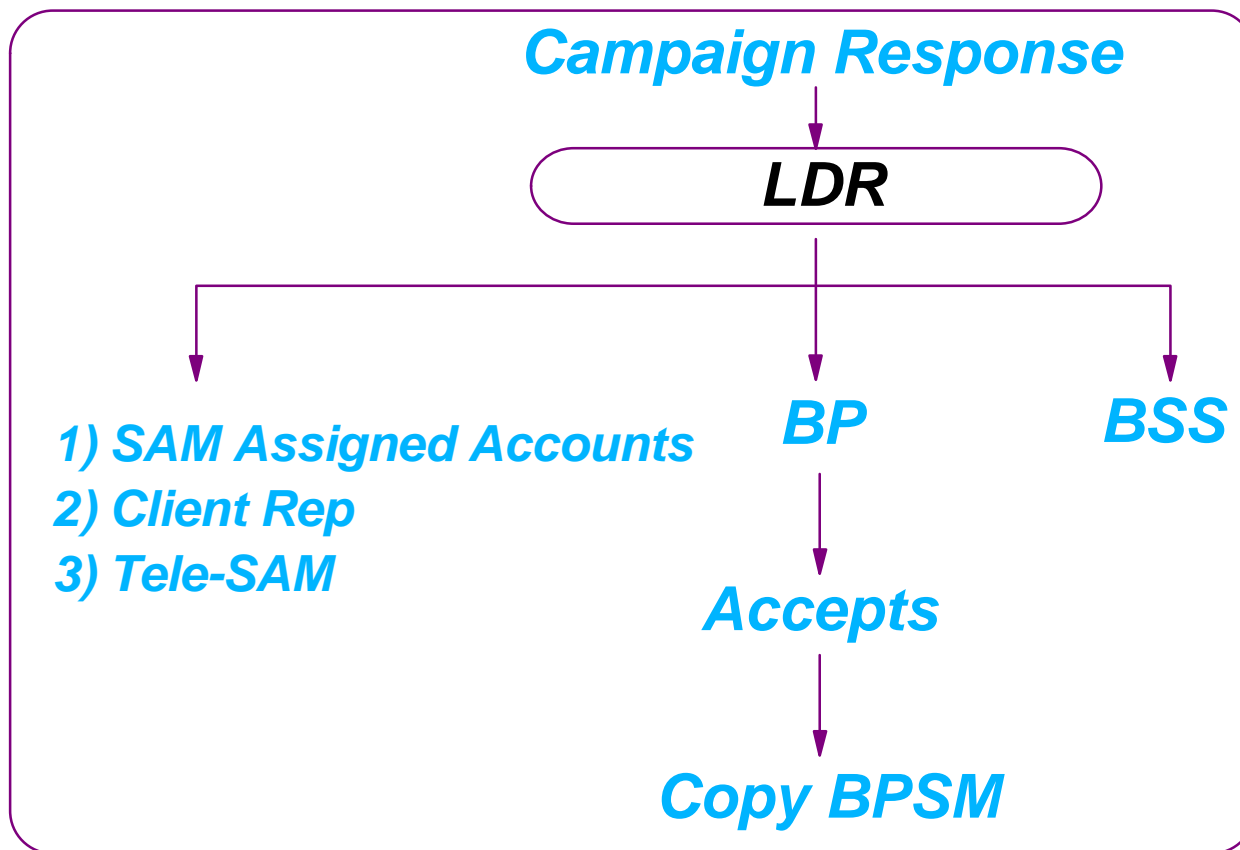 Campaign Response
LDR
1) SAM Assigned Accounts
2) Client Rep
3) Tele-SAM
BP
BSS
Accepts
Copy BPSM